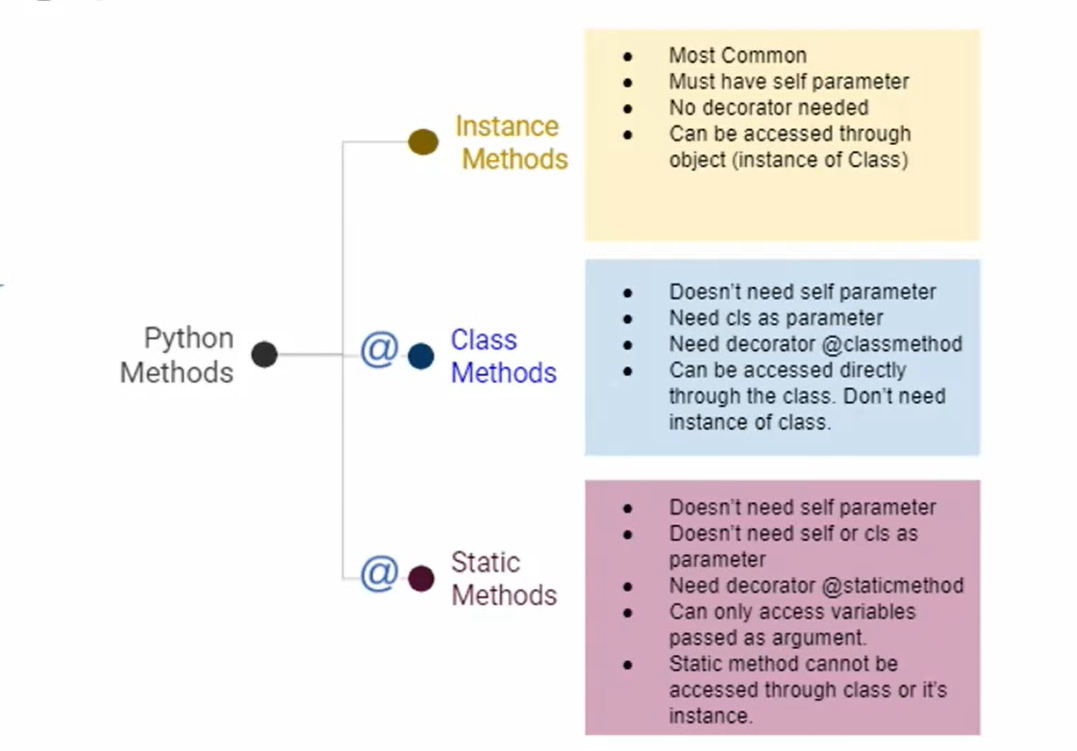 Python
Methods
Instance
Methods
• Most Common
• Must have self parameter
• No decorator needed
• Can be accessed through
object (instance of Class)
@
Class
Methods
• Doesn't need self parameter
• Need cls as parameter
• Need decorator @classmethod
• Can be accessed directly
through the class. Don't need
instance of class.
@
Static
Methods
• Doesn't need self parameter
• Doesn't need self or cls as
parameter
• Need decorator @staticmethod
• Can only access variables
passed as argument.
• Static method cannot be
accessed through class or it's
instance.